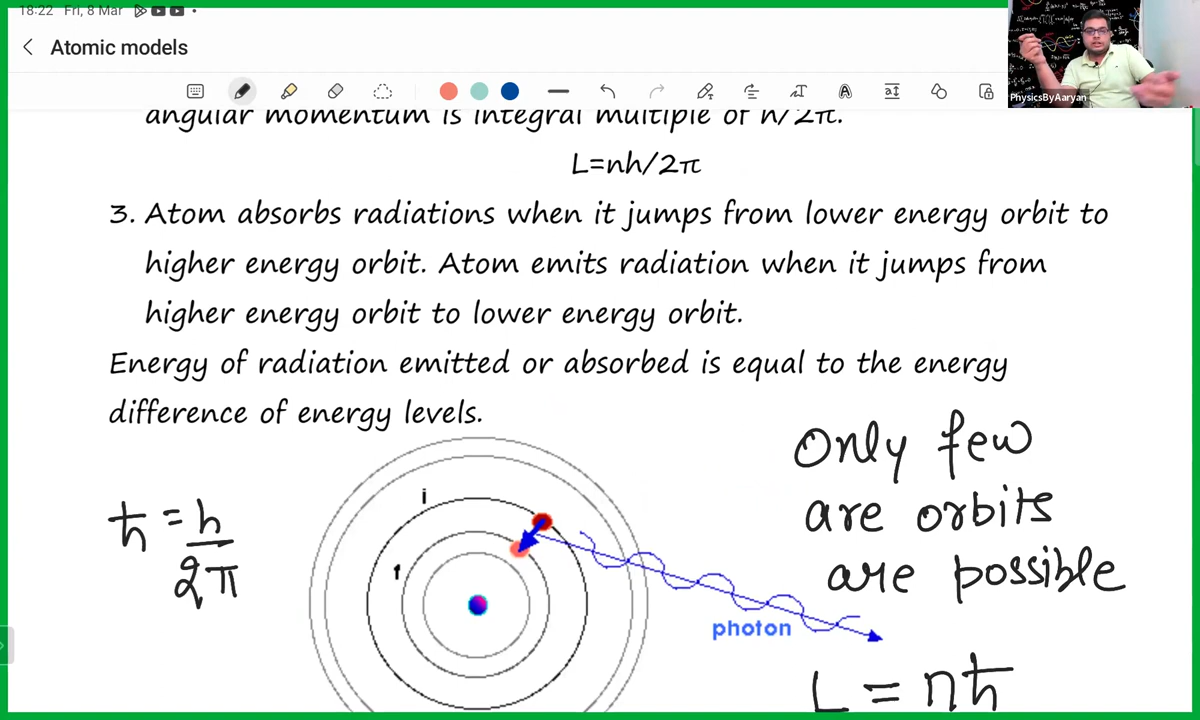 18:22 Fri, 8 Mar
Atomic models
PhysicsByAaryan
angular momentum is integral multiple of h/2π.
L=nh/2π
3. Atom absorbs radiations when it jumps from lower energy orbit to
higher energy orbit. Atom emits radiation when it jumps from
higher energy orbit to lower energy orbit.
Energy of radiation emitted or absorbed is equal to the energy
difference of energy levels.
Only few
are orbits
are possible
ħ = h
2π
i
f
photon
L = nħ